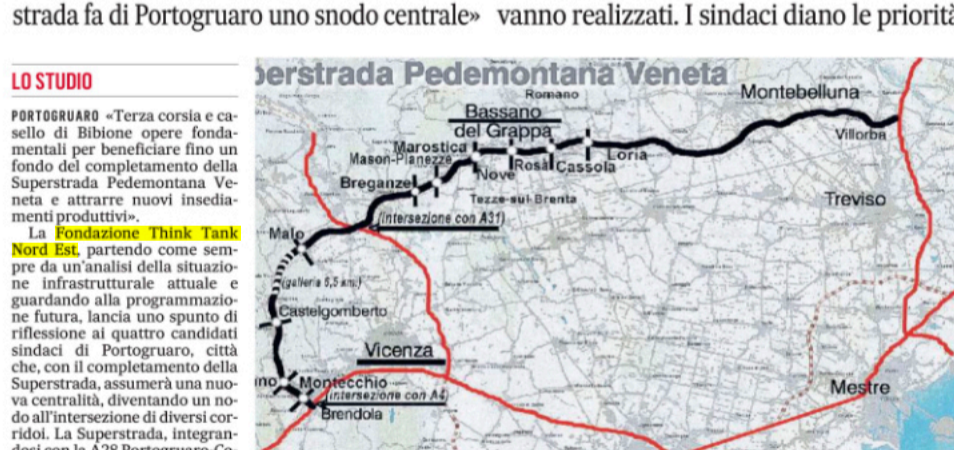 strada fa di Portogruaro uno snodo centrale»
vanno realizzati. I sindaci diano le priorità
LO STUDIO
PORTOGRUARO «Terza corsia e ca-
sello di Bibione opere fonda-
mentali per beneficiare fino un
fondo del completamento della
Superstrada Pedemontana Ve-
neta e attrarre nuovi insedia-
menti produttivi».
La Fondazione Think Tank
Nord Est, partendo come sem-
pre da un'analisi della situazio-
ne infrastrutturale attuale e
guardando alla programmazio-
ne futura, lancia uno spunto di
riflessione ai quattro candidati
sindaci di Portogruaro, città
che, con il completamento della
Superstrada, assumerà una nuo-
va centralità, diventando un no-
do all'intersezione di diversi cor-
ridoi. La Superstrada, integran-
dosi con la A28 Portogruaro-Co-
perstrada Pedemontana Veneta
Romano
Montebelluna
Bassano
del Grappa
Villorba
Marostica
Mason-Pianezze
Nove
Rosà
Cassola
Loria
Breganze
Tezze sul Brenta
Treviso
(intersezione con A31)
Malo
(galleria 6,5 km.)
Castelgomberto
Vicenza
no
Montecchio
(intersezione con A4
Brendola
Mestre